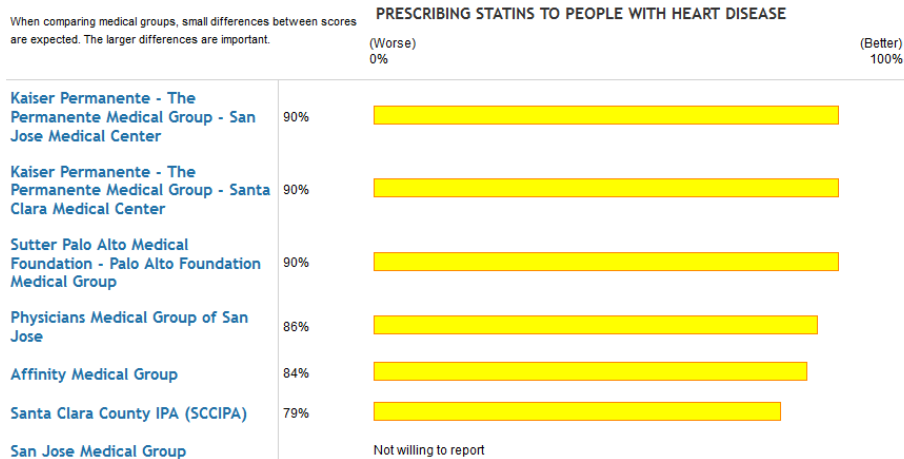 When comparing medical groups, small differences between scores
are expected. The larger differences are important.
PRESCRIBING STATINS TO PEOPLE WITH HEART DISEASE
(Worse)
0%
(Better)
100%
Kaiser Permanente - The
Permanente Medical Group - San
Jose Medical Center
90%
Kaiser Permanente - The
Permanente Medical Group - Santa
Clara Medical Center
90%
Sutter Palo Alto Medical
Foundation - Palo Alto Foundation
Medical Group
90%
Physicians Medical Group of San
Jose
86%
Affinity Medical Group
84%
Santa Clara County IPA (SCCIPA)
79%
San Jose Medical Group
Not willing to report